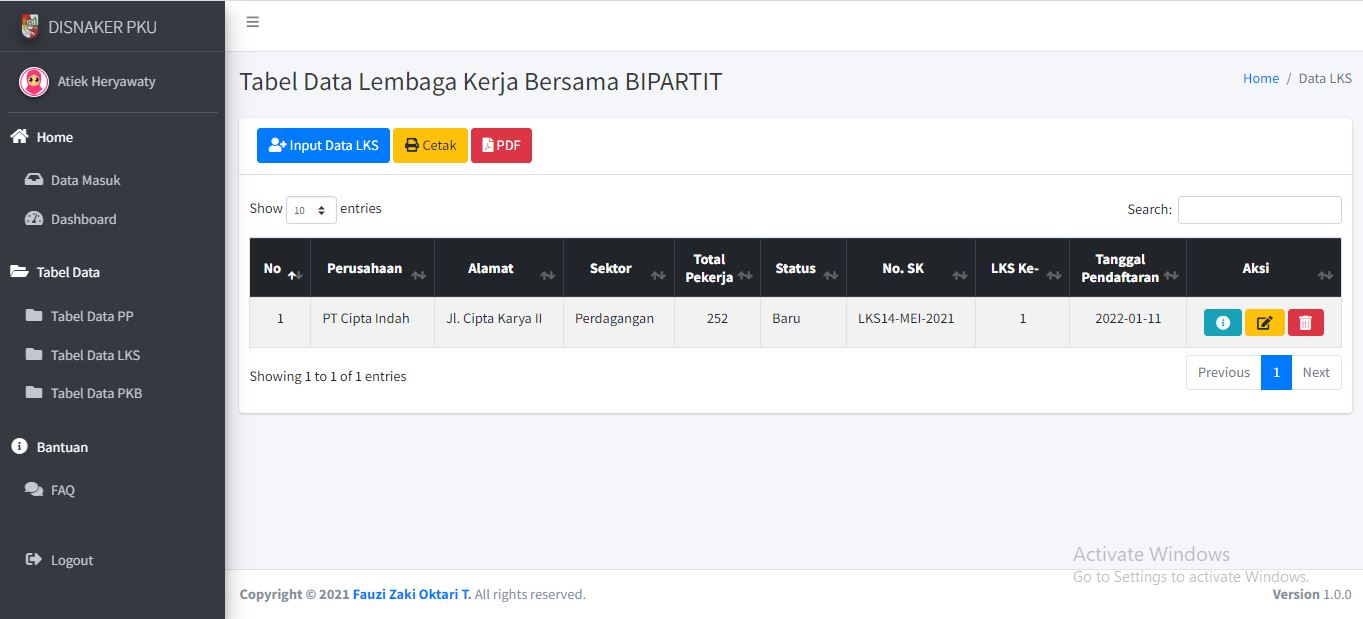 DISNAKER PKU
Atiek Heryawaty
Home
Data Masuk
Dashboard
Tabel Data
Tabel Data PP
Tabel Data LKS
Tabel Data PKB
Bantuan
FAQ
Logout
Tabel Data Lembaga Kerja Bersama BIPARTIT
Home / Data LKS
Input Data LKS Cetak PDF
Show 10 entries Search:
No Perusahaan Alamat Sektor Total Pekerja Status No. SK LKS Ke- Tanggal Pendaftaran Aksi
1 PT Cipta Indah Jl. Cipta Karya II Perdagangan 252 Baru LKS14-MEI-2021 1 2022-01-11
Showing 1 to 1 of 1 entries Previous 1 Next
Activate Windows
Go to Settings to activate Windows.
Copyright © 2021 Fauzi Zaki Oktari T. All rights reserved. Version 1.0.0